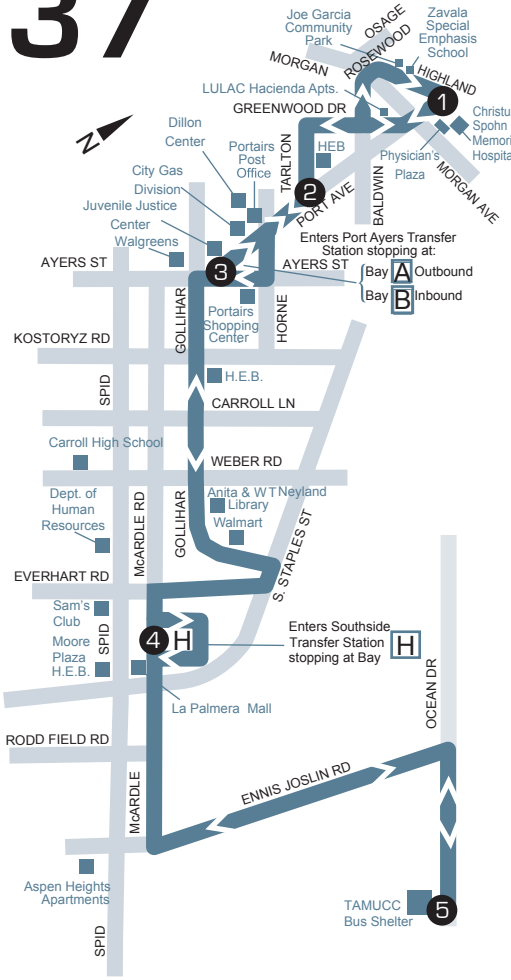 37
Joe Garcia
Community
Park
OSAGE
ROSEWOOD
Zavala
Special
Emphasis
School
MORGAN
HIGHLAND
LULAC Hacienda Apts.
GREENWOOD DR
1
Christu
Spohn
Memori
Hospita
N
Dillon
Center
Portairs
Post
Office
TARLTON
HEB
Physician's
Plaza
MORGAN AVE
City Gas
Division
2
PORT AVE
BALDWIN
Juvenile Justice
Center
Walgreens
Enters Port Ayers Transfer
Station stopping at:
AYERS ST
3
AYERS ST
Bay A Outbound
Bay B Inbound
GOLLIHAR
Portairs
Shopping
Center
HORNE
KOSTORYZ RD
SPID
H.E.B.
CARROLL LN
Carroll High School
WEBER RD
Dept. of
Human
Resources
McARDLE RD
GOLLIHAR
Anita & W T Neyland
Library
Walmart
S. STAPLES ST
EVERHART RD
Sam's
Club
SPID
Moore
Plaza
H.E.B.
4 H
Enters Southside
Transfer Station
stopping at Bay H
La Palmera Mall
OCEAN DR
RODD FIELD RD
McARDLE
ENNIS JOSLIN RD
Aspen Heights
Apartments
SPID
TAMUCC
Bus Shelter
5